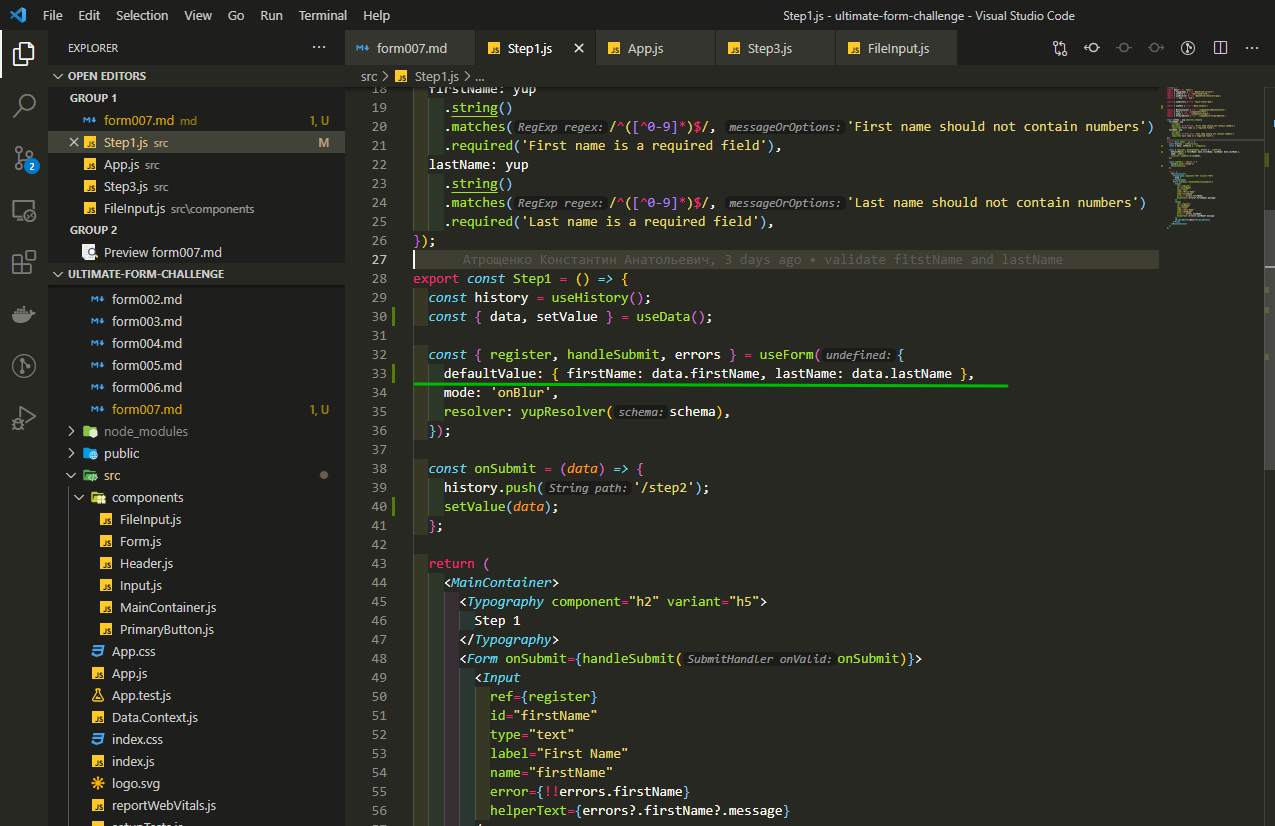 File Edit Selection View Go Run Terminal Help Step1.js - ultimate-form-challenge - Visual Studio Code
EXPLORER
OPEN EDITORS
GROUP 1
form007.md md 1, U
Step1.js src M
App.js src
Step3.js src
FileInput.js src\components
GROUP 2
Preview form007.md
ULTIMATE-FORM-CHALLENGE
form002.md
form003.md
form004.md
form005.md
form006.md
form007.md 1, U
node_modules
public
src
components
FileInput.js
Form.js
Header.js
Input.js
MainContainer.js
PrimaryButton.js
App.css
App.js
App.test.js
Data.Context.js
index.css
index.js
logo.svg
reportWebVitals.js
setupTests.js
2
form007.md Step1.js App.js Step3.js FileInput.js
src > Step1.js > ...
18 firstName: yup
19 .string()
20 .matches(RegExp regex: /^([^0-9]*)$/, messageOrOptions: 'First name should not contain numbers')
21 .required('First name is a required field'),
22 lastName: yup
23 .string()
24 .matches(RegExp regex: /^([^0-9]*)$/, messageOrOptions: 'Last name should not contain numbers')
25 .required('Last name is a required field'),
26 });
27 Атрощенко Константин Анатольевич, 3 days ago • validate fitstName and lastName
28 export const Step1 = () => {
29 const history = useHistory();
30 const { data, setValue } = useData();
31
32 const { register, handleSubmit, errors } = useForm(undefined: {
33 defaultValue: { firstName: data.firstName, lastName: data.lastName },
34 mode: 'onBlur',
35 resolver: yupResolver(schema: schema),
36 });
37
38 const onSubmit = (data) => {
39 history.push(String path: '/step2');
40 setValue(data);
41 };
42
43 return (
44 <MainContainer>
45 <Typography component="h2" variant="h5">
46 Step 1
47 </Typography>
48 <Form onSubmit={handleSubmit(SubmitHandler onValid: onSubmit)}>
49 <Input
50 ref={register}
51 id="firstName"
52 type="text"
53 label="First Name"
54 name="firstName"
55 error={!!errors.firstName}
56 helperText={errors?.firstName?.message}